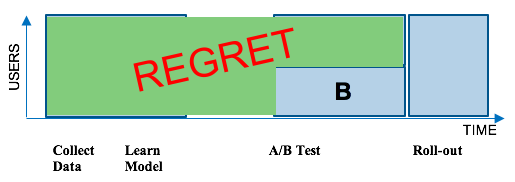 USERS
REGRET
B
TIME
Collect
Data
Learn
Model
A/B Test
Roll-out